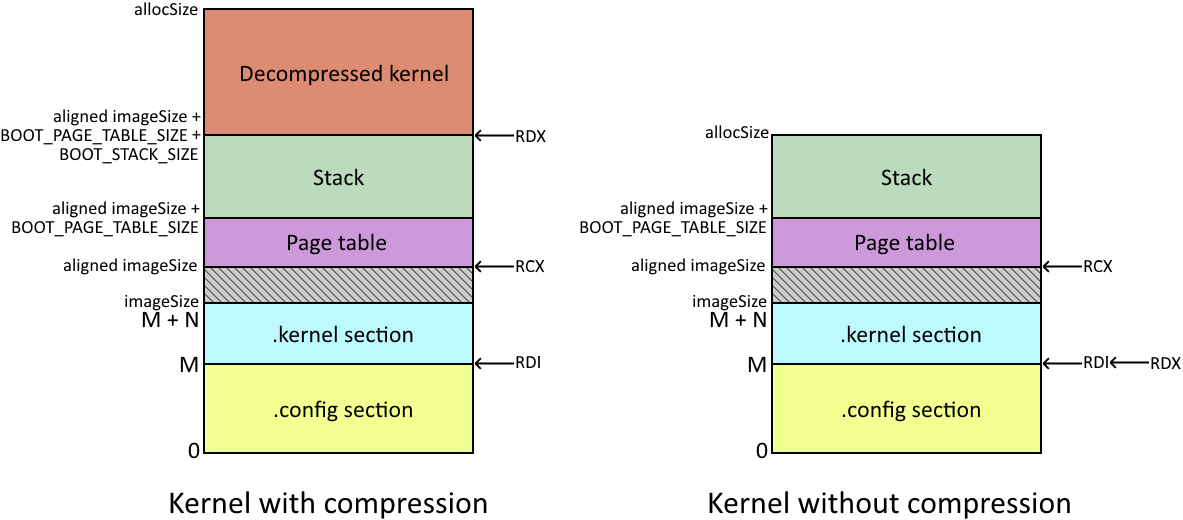 allocSize
Decompressed kernel
aligned imageSize +
BOOT_PAGE_TABLE_SIZE +
BOOT_STACK_SIZE
RDX
Stack
aligned imageSize +
BOOT_PAGE_TABLE_SIZE
Page table
aligned imageSize
RCX
imageSize
M + N
.kernel section
M
RDI
.config section
0
Kernel with compression
allocSize
Stack
aligned imageSize +
BOOT_PAGE_TABLE_SIZE
Page table
aligned imageSize
RCX
imageSize
M + N
.kernel section
M
RDI
RDX
.config section
0
Kernel without compression